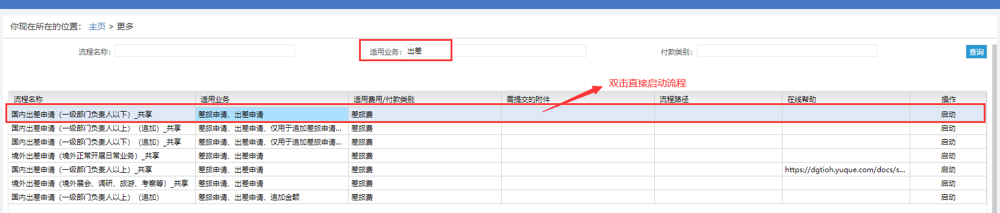 你现在所在的位置： 主页 > 更多
流程名称： 适用业务：出差 付款类别： 查询
双击直接启动流程
流程名称 适用业务 适用费用/付款类别 需提交的附件 流程路径 在线帮助 操作
国内出差申请（一级部门负责人以下）_共享 差旅申请、出差申请 差旅费 启动
国内出差申请（一级部门负责人以上）（追加）_共享 差旅申请、出差申请、仅用于追加差旅申请... 差旅费 启动
国内出差申请（一级部门负责人以下）（追加）_共享 差旅申请、出差申请、仅用于追加差旅申请... 差旅费 启动
境外出差申请（境外正常开展日常业务）_共享 差旅申请、出差申请 差旅费 启动
国内出差申请（一级部门负责人以上）_共享 差旅申请、出差申请 差旅费 https://dgtioh.yuque.com/docs/s... 启动
境外出差申请（境外展会、调研、旅游、考察等）_共享 差旅申请、出差申请 差旅费 启动
国内出差申请（一级部门负责人以上）（追加） 差旅申请、出差申请、追加金额 差旅费 启动